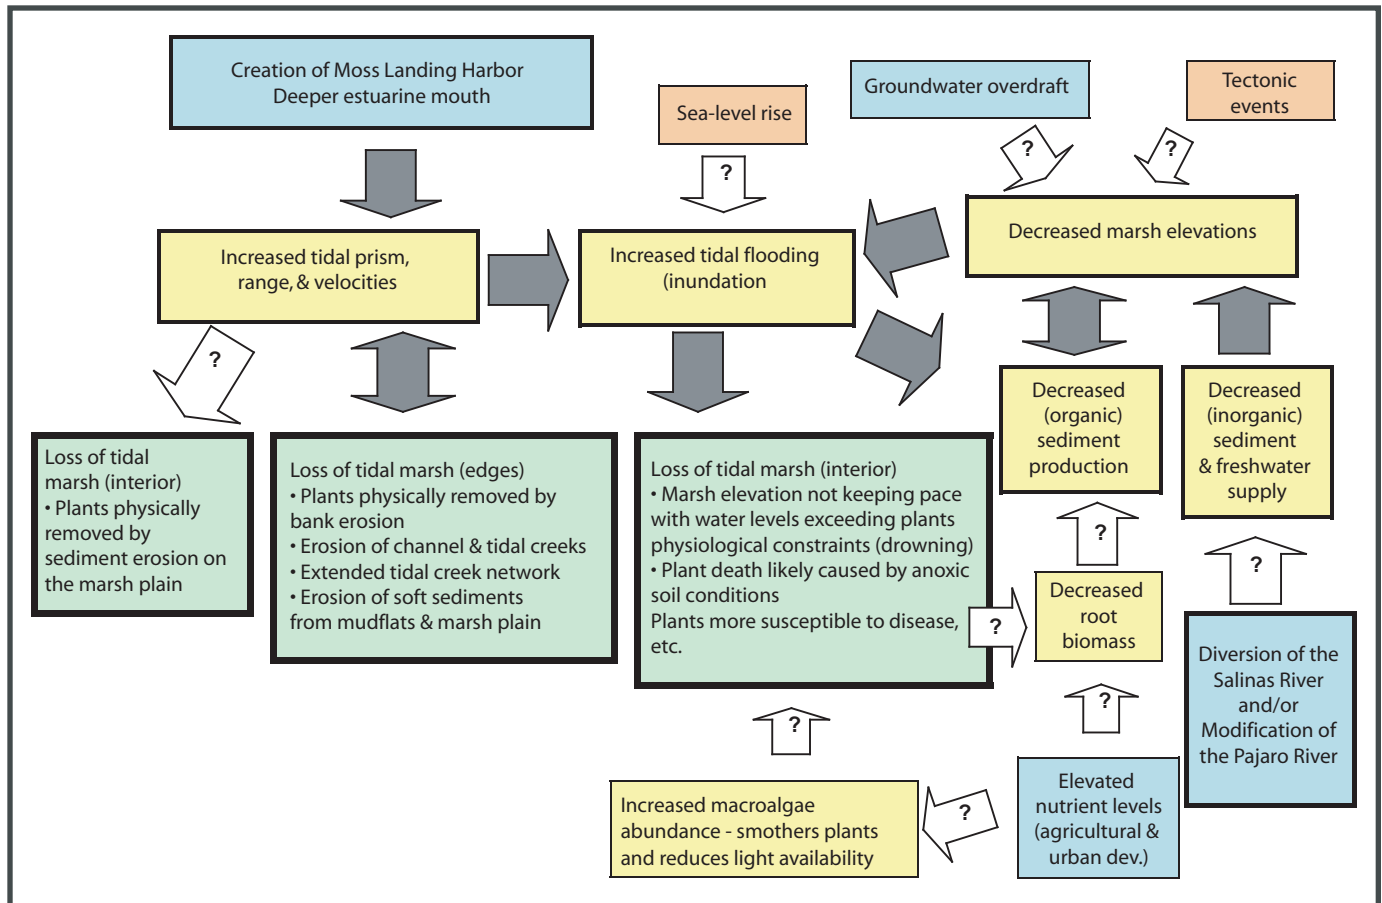 Creation of Moss Landing Harbor
Deeper estuarine mouth
Sea-level rise
Groundwater overdraft
Tectonic
events
?
?
?
Increased tidal prism,
range, & velocities
Increased tidal flooding
(inundation
Decreased marsh elevations
?
Loss of tidal
marsh (interior)
• Plants physically
removed by
sediment erosion on
the marsh plain
Loss of tidal marsh (edges)
• Plants physically removed by
bank erosion
• Erosion of channel & tidal creeks
• Extended tidal creek network
• Erosion of soft sediments
from mudflats & marsh plain
Loss of tidal marsh (interior)
• Marsh elevation not keeping pace
with water levels exceeding plants
physiological constraints (drowning)
• Plant death likely caused by anoxic
soil conditions
Plants more susceptible to disease,
etc.
Decreased
(organic)
sediment
production
Decreased
(inorganic)
sediment
& freshwater
supply
?
?
?
Decreased
root
biomass
Diversion of the
Salinas River
and/or
Modification of
the Pajaro River
?
?
Increased macroalgae
abundance - smothers plants
and reduces light availability
?
Elevated
nutrient levels
(agricultural &
urban dev.)